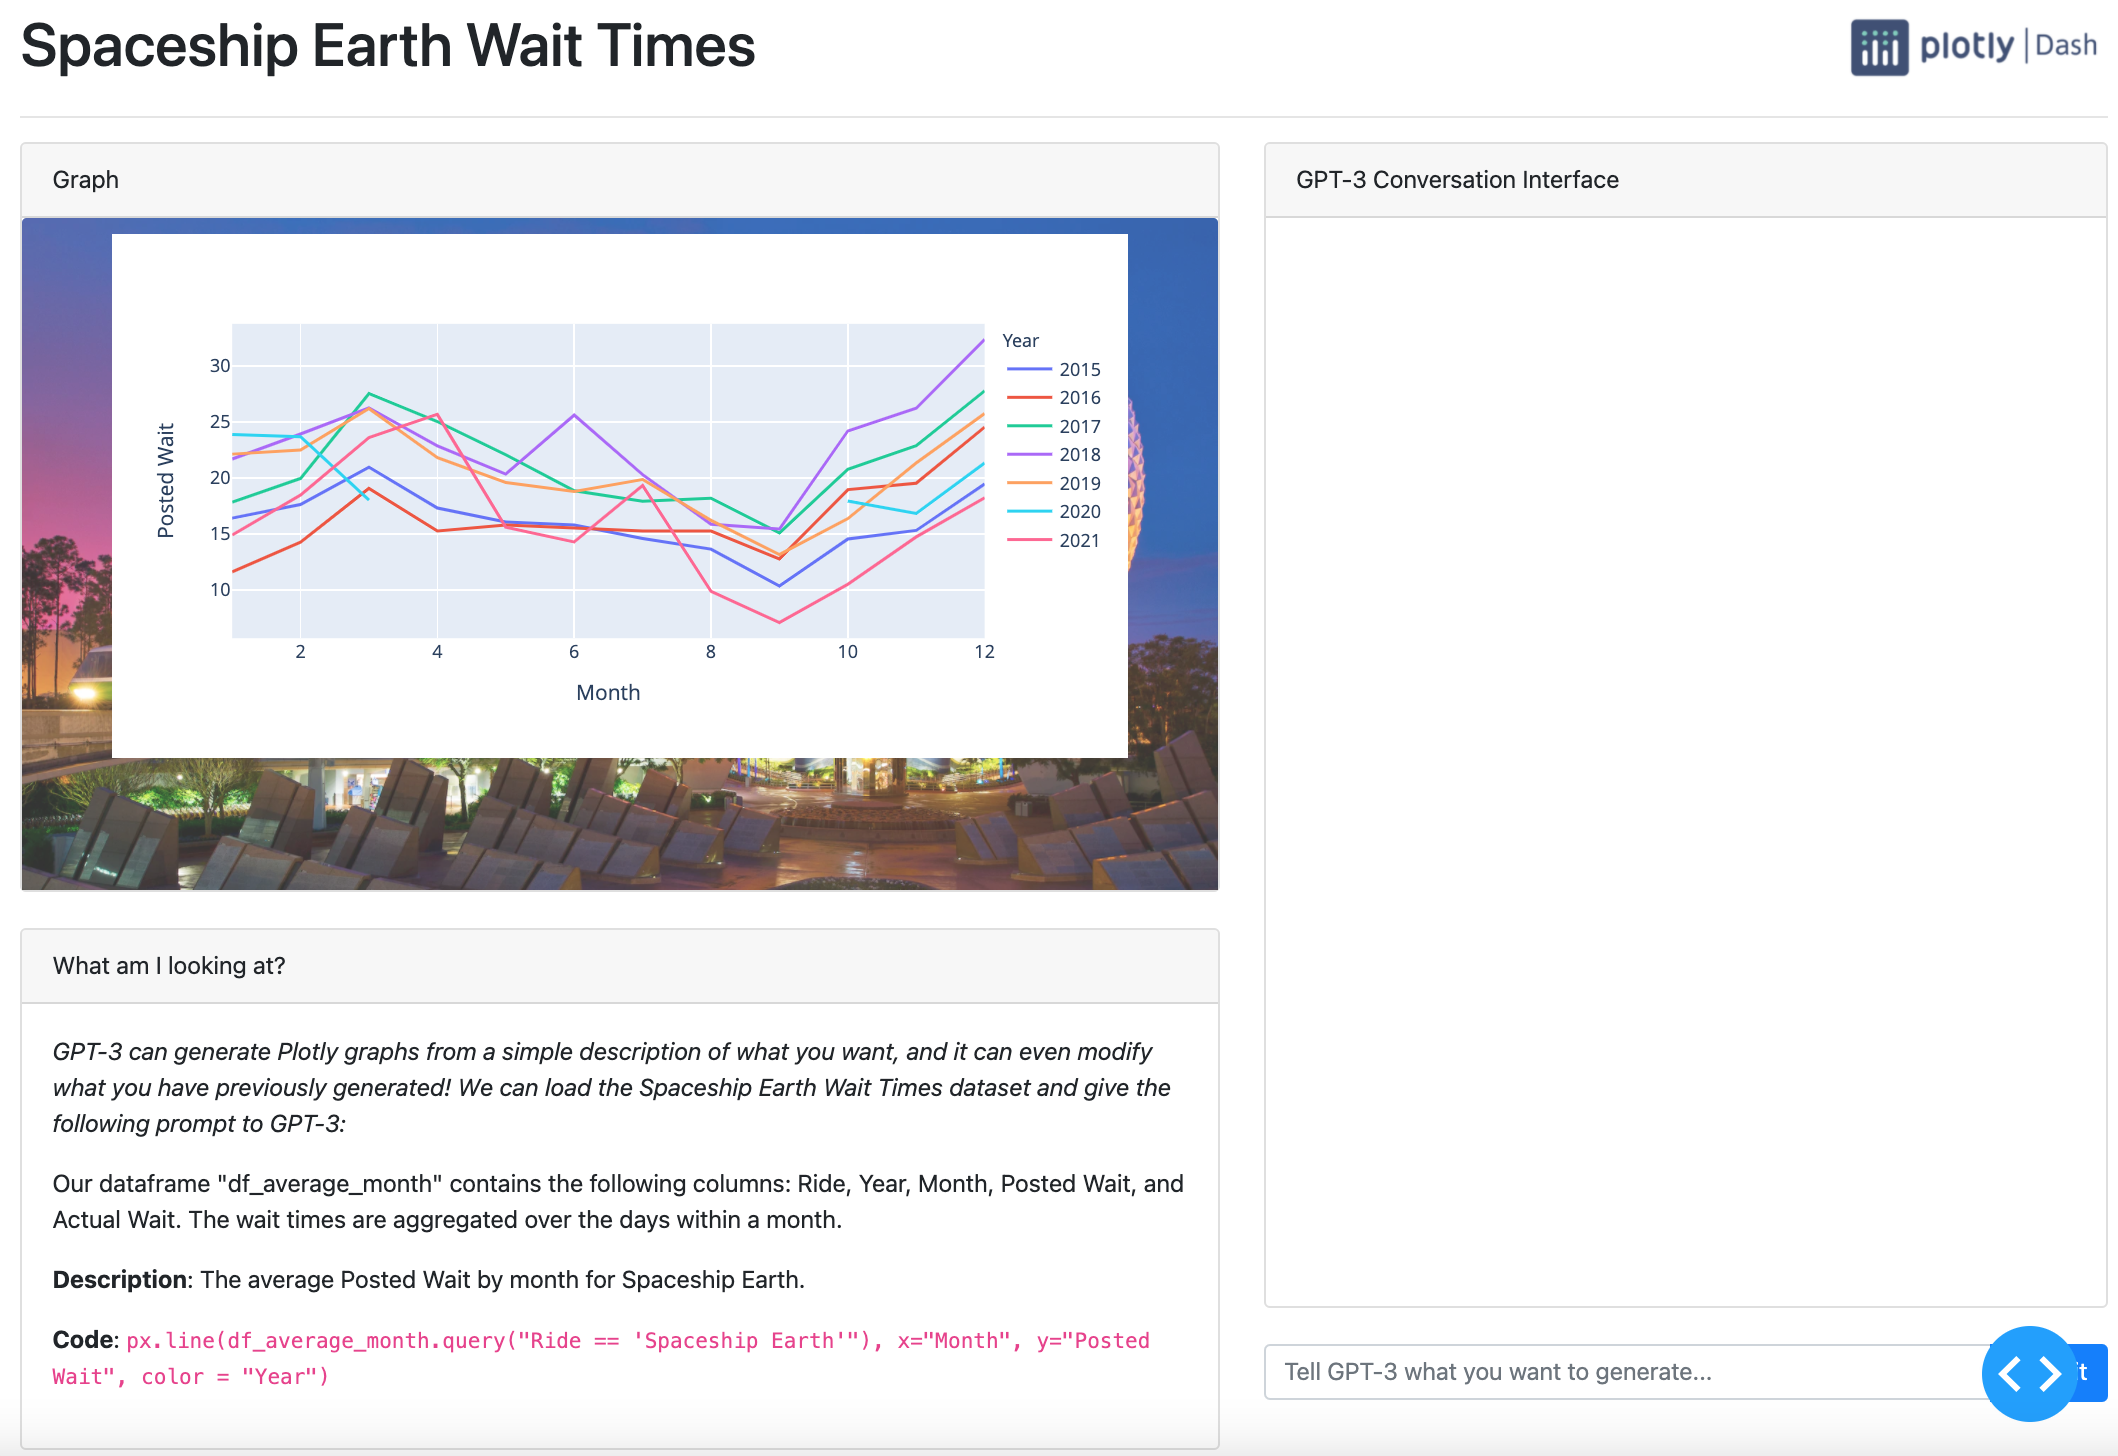 Spaceship Earth Wait Times
plotly | Dash
Graph
30
25
20
15
10
Posted Wait
2
4
6
8
10
12
Month
Year
2015
2016
2017
2018
2019
2020
2021
What am I looking at?
GPT-3 can generate Plotly graphs from a simple description of what you want, and it can even modify
what you have previously generated! We can load the Spaceship Earth Wait Times dataset and give the
following prompt to GPT-3:
Our dataframe "df_average_month" contains the following columns: Ride, Year, Month, Posted Wait, and
Actual Wait. The wait times are aggregated over the days within a month.
Description: The average Posted Wait by month for Spaceship Earth.
Code: px.line(df_average_month.query("Ride == 'Spaceship Earth'"), x="Month", y="Posted
Wait", color = "Year")
GPT-3 Conversation Interface
Tell GPT-3 what you want to generate...